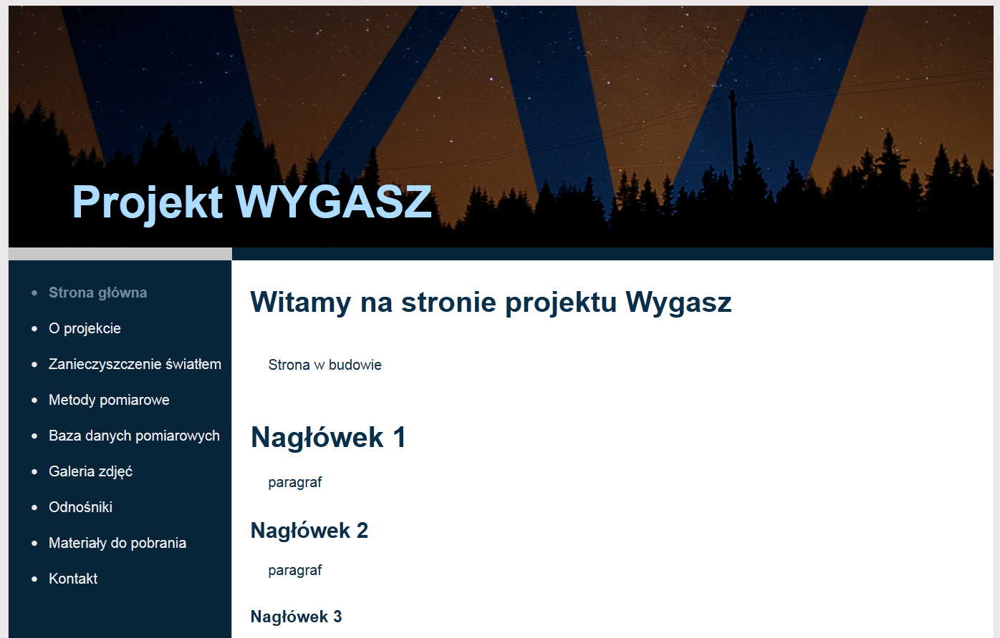 Projekt WYGASZ
Strona główna
O projekcie
Zanieczyszczenie światłem
Metody pomiarowe
Baza danych pomiarowych
Galeria zdjęć
Odnośniki
Materiały do pobrania
Kontakt
Witamy na stronie projektu Wygasz
Strona w budowie
Nagłówek 1
paragraf
Nagłówek 2
paragraf
Nagłówek 3